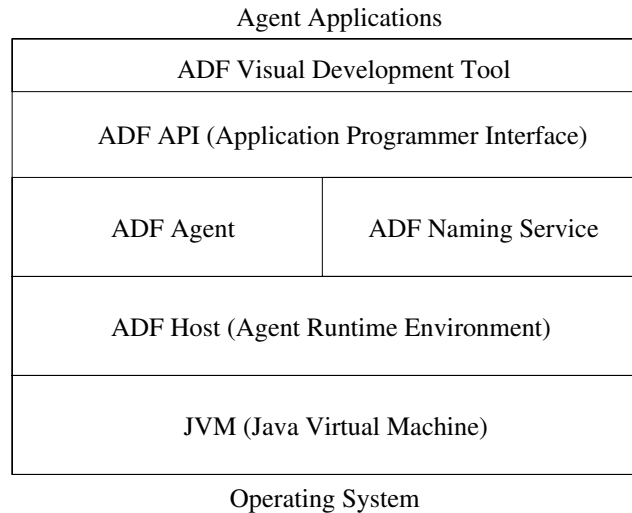 Agent Applications
ADF Visual Development Tool
ADF API (Application Programmer Interface)
ADF Agent
ADF Naming Service
ADF Host (Agent Runtime Environment)
JVM (Java Virtual Machine)
Operating System